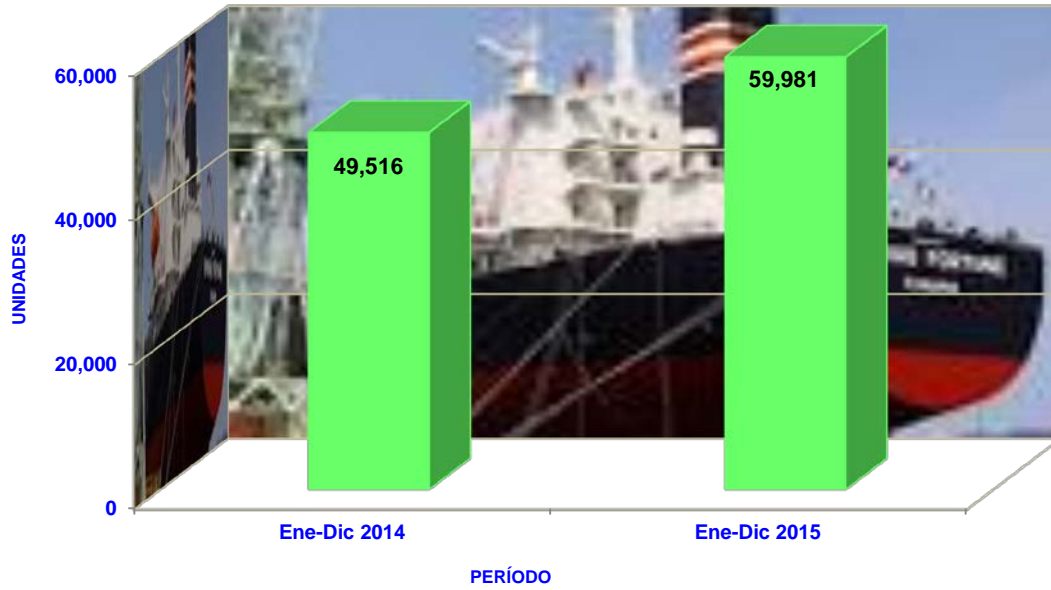 60,000
40,000
20,000
0
UNIDADES
49,516
59,981
Ene-Dic 2014
Ene-Dic 2015
PERÍODO
FORTUNE